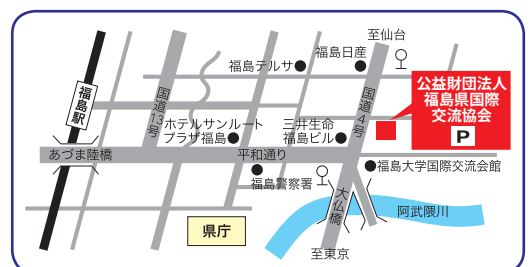 至仙台
福島日産
福島テルサ
公益財団法人
福島県国際
交流協会
P
福島駅
国道13号
国道4号
ホテルサンルート
プラザ福島
三井生命
福島ビル
あづま陸橋
平和通り
福島大学国際交流会館
福島警察署
大仏橋
阿武隈川
県庁
至東京